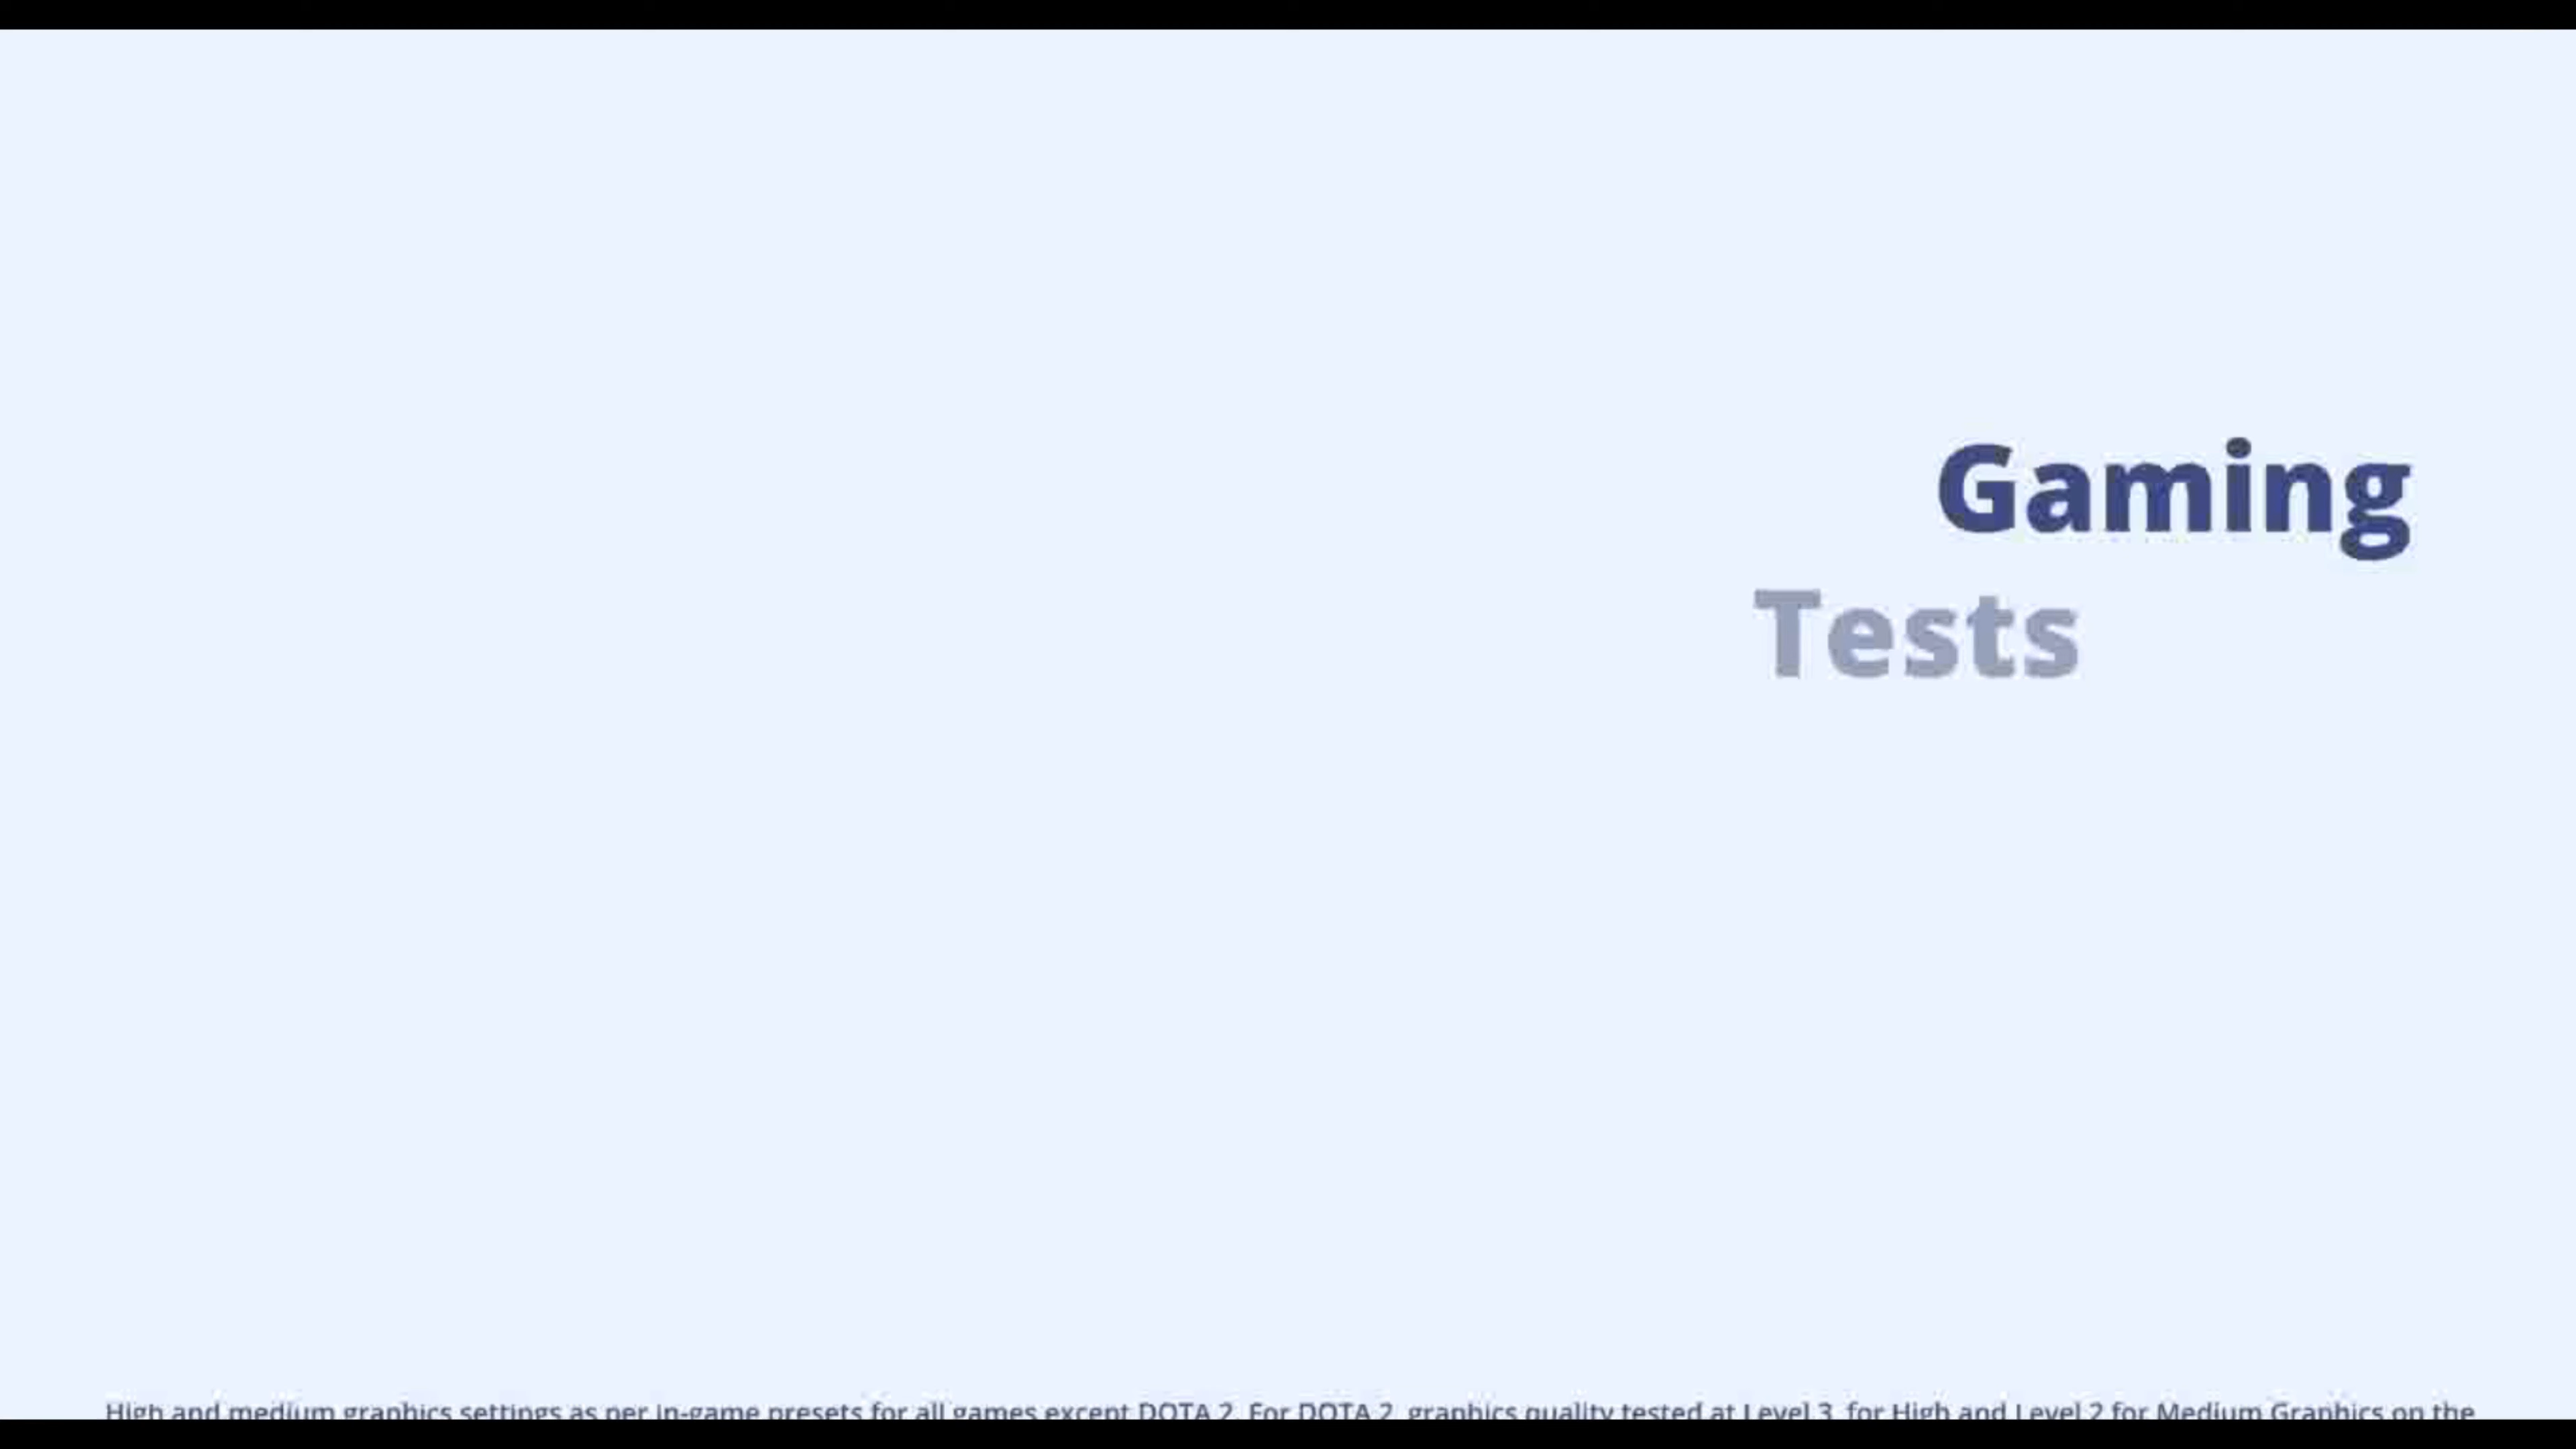 Gaming
Tests
High and medium graphics settings as per in-game presets for all games except DOTA 2. For DOTA 2, graphics quality tested at Level 3, for High and Level 2 for Medium Graphics on the